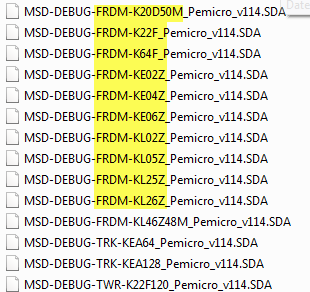 MSD-DEBUG-FRDM-K20D50M_Pemicro_v114.SDA
MSD-DEBUG-FRDM-K22F_Pemicro_v114.SDA
MSD-DEBUG-FRDM-K64F_Pemicro_v114.SDA
MSD-DEBUG-FRDM-KE02Z_Pemicro_v114.SDA
MSD-DEBUG-FRDM-KE04Z_Pemicro_v114.SDA
MSD-DEBUG-FRDM-KE06Z_Pemicro_v114.SDA
MSD-DEBUG-FRDM-KL02Z_Pemicro_v114.SDA
MSD-DEBUG-FRDM-KL05Z_Pemicro_v114.SDA
MSD-DEBUG-FRDM-KL25Z_Pemicro_v114.SDA
MSD-DEBUG-FRDM-KL26Z_Pemicro_v114.SDA
MSD-DEBUG-FRDM-KL46Z48M_Pemicro_v114.SDA
MSD-DEBUG-TRK-KEA64_Pemicro_v114.SDA
MSD-DEBUG-TRK-KEA128_Pemicro_v114.SDA
MSD-DEBUG-TWR-K22F120_Pemicro_v114.SDA